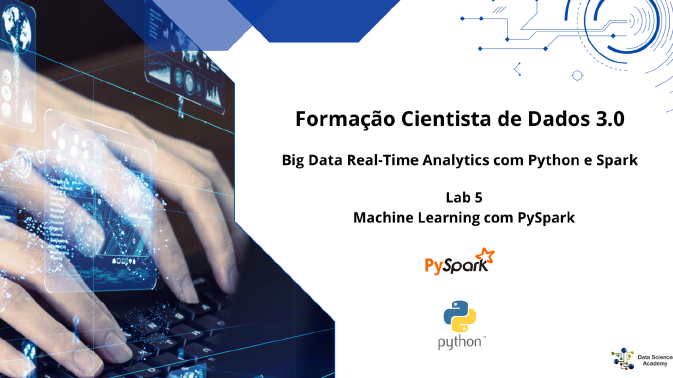 Formação Cientista de Dados 3.0
Big Data Real-Time Analytics com Python e Spark
Lab 5
Machine Learning com PySpark
PySpark
python™
Data Science
Academy